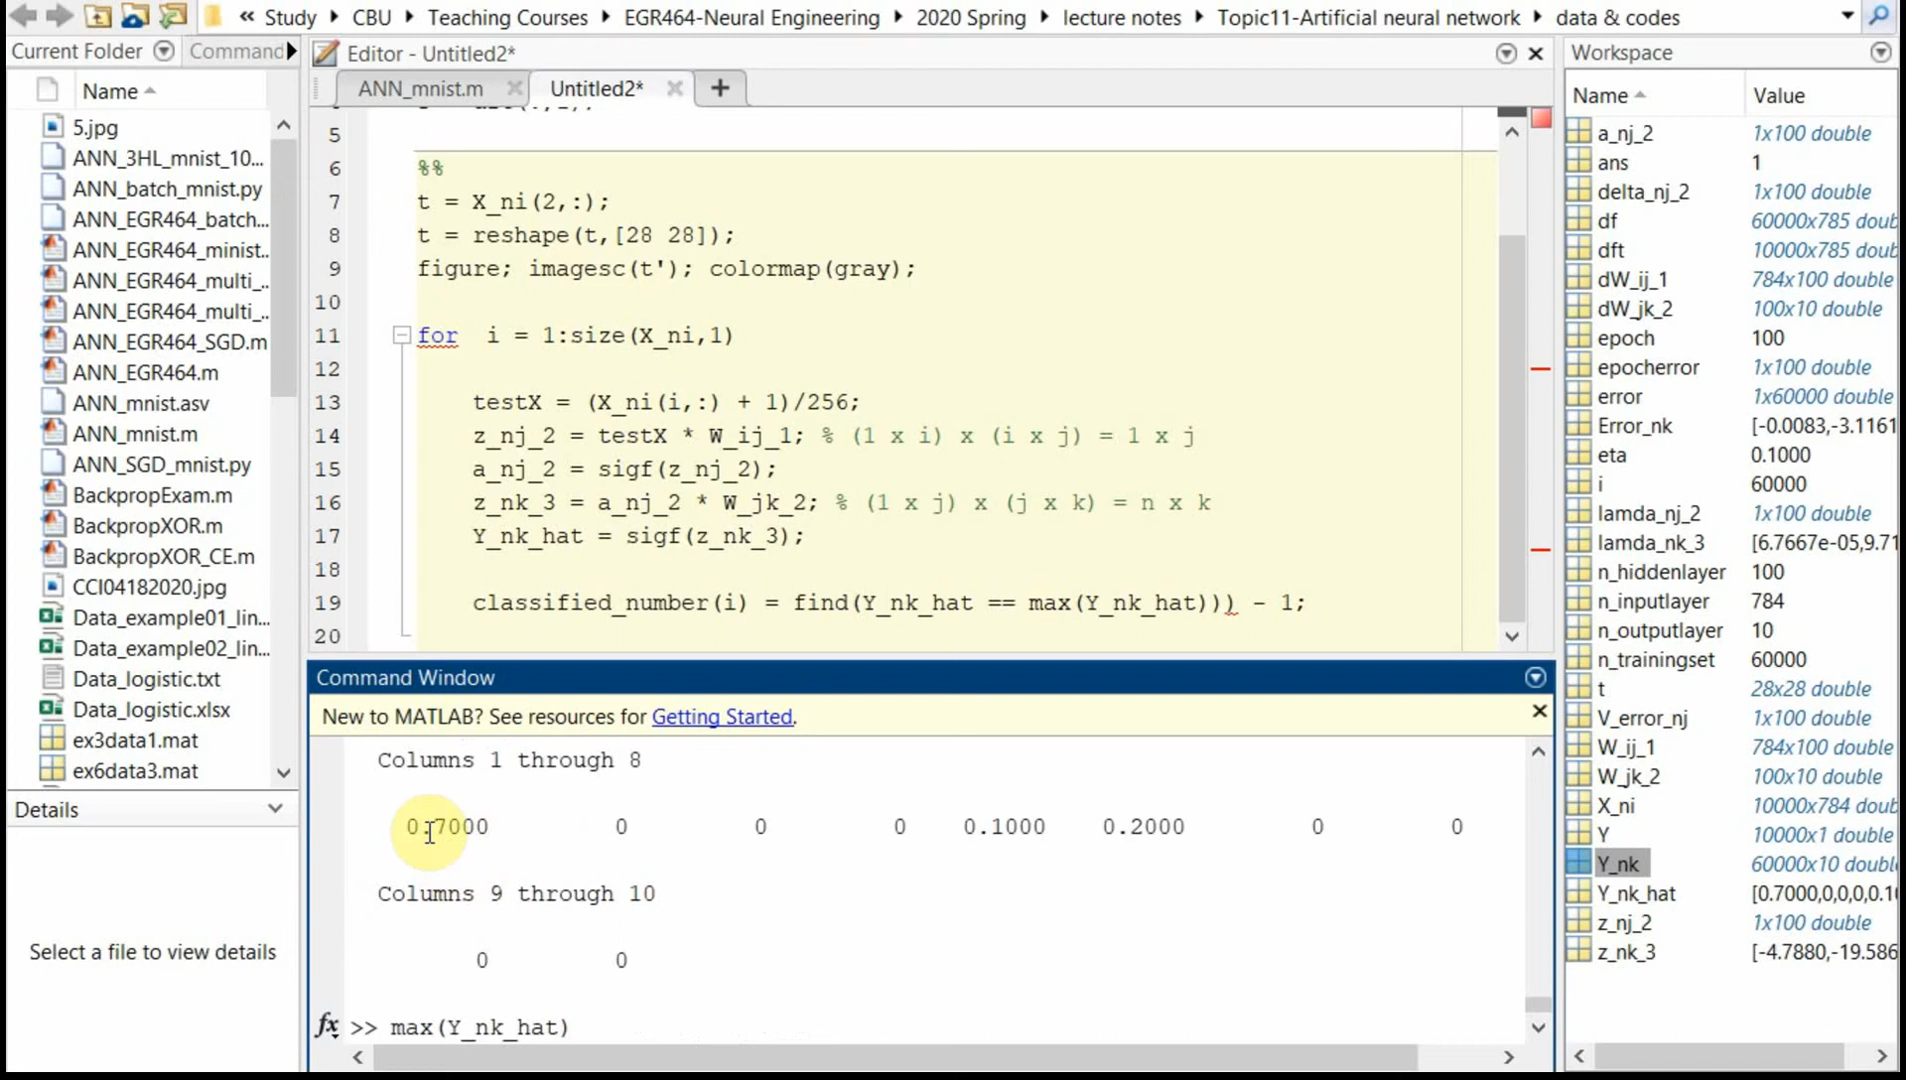 « Study ▸ CBU ▸ Teaching Courses ▸ EGR464-Neural Engineering ▸ 2020 Spring ▸ lecture notes ▸ Topic11-Artificial neural network ▸ data & codes
Current Folder
Command
Name
5.jpg
ANN_3HL_mnist_10...
ANN_batch_mnist.py
ANN_EGR464_batch...
ANN_EGR464_minist...
ANN_EGR464_multi_...
ANN_EGR464_multi_...
ANN_EGR464_SGD.m
ANN_EGR464.m
ANN_mnist.asv
ANN_mnist.m
ANN_SGD_mnist.py
BackpropExam.m
BackpropXOR.m
BackpropXOR_CE.m
CCI04182020.jpg
Data_example01_lin...
Data_example02_lin...
Data_logistic.txt
Data_logistic.xlsx
ex3data1.mat
ex6data3.mat
Details
Select a file to view details
Editor - Untitled2*
ANN_mnist.m
Untitled2*
5
6 %%
7 t = X_ni(2,:);
8 t = reshape(t,[28 28]);
9 figure; imagesc(t'); colormap(gray);
10
11 for i = 1:size(X_ni,1)
12
13 testX = (X_ni(i,:) + 1)/256;
14 z_nj_2 = testX * W_ij_1; % (1 x i) x (i x j) = 1 x j
15 a_nj_2 = sigf(z_nj_2);
16 z_nk_3 = a_nj_2 * W_jk_2; % (1 x j) x (j x k) = n x k
17 Y_nk_hat = sigf(z_nk_3);
18
19 classified_number(i) = find(Y_nk_hat == max(Y_nk_hat))) - 1;
20
Command Window
New to MATLAB? See resources for Getting Started.
Columns 1 through 8
0.7000 0 0 0 0.1000 0.2000 0 0
Columns 9 through 10
0 0
fx >> max(Y_nk_hat)
Workspace
Name Value
a_nj_2 1x100 double
ans 1
delta_nj_2 1x100 double
df 60000x785 doub
dft 10000x785 doub
dW_ij_1 784x100 double
dW_jk_2 100x10 double
epoch 100
epocherror 1x100 double
error 1x60000 double
Error_nk [-0.0083,-3.1161
eta 0.1000
i 60000
lamda_nj_2 1x100 double
lamda_nk_3 [6.7667e-05,9.71
n_hiddenlayer 100
n_inputlayer 784
n_outputlayer 10
n_trainingset 60000
t 28x28 double
V_error_nj 1x100 double
W_ij_1 784x100 double
W_jk_2 100x10 double
X_ni 10000x784 double
Y 10000x1 double
Y_nk 60000x10 double
Y_nk_hat [0.7000,0,0,0,0.10
z_nj_2 1x100 double
z_nk_3 [-4.7880,-19.586